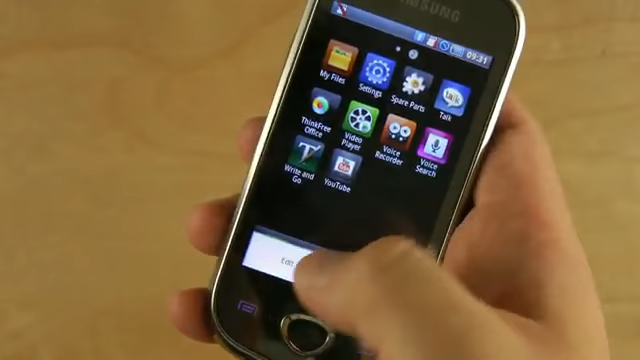 SAMSUNG
09:31
My Files
Settings
Spare Parts
Talk
talk
ThinkFree
Office
Video
Player
Voice
Recorder
Voice
Search
Write and
Go
YouTube
Edit